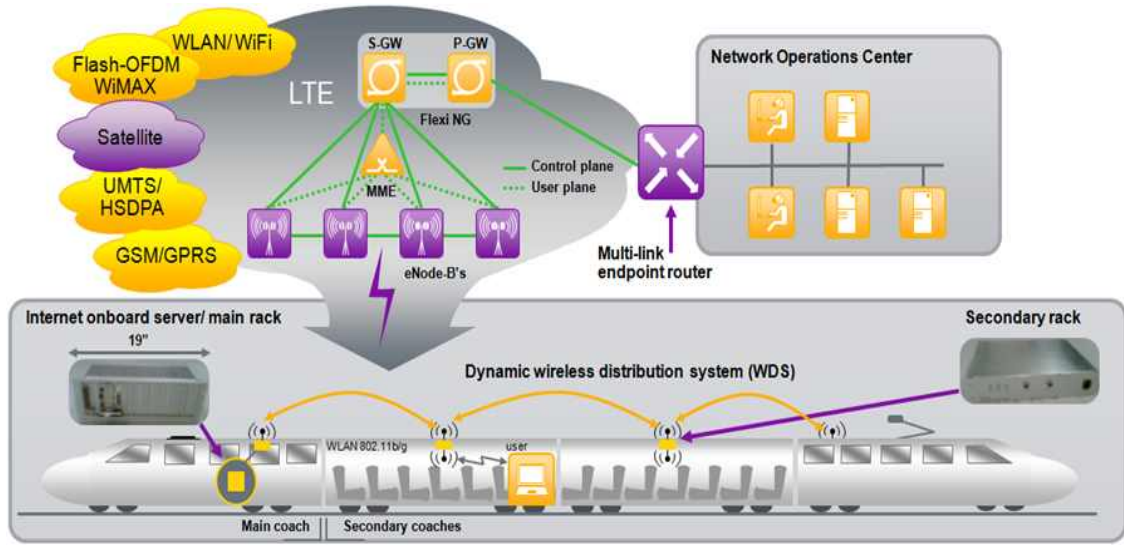 WLAN/WiFi
Flash-OFDM
WiMAX
Satellite
UMTS/
HSDPA
GSM/GPRS
LTE
S-GW
P-GW
Flexi NG
MME
Control plane
User plane
eNode-B's
Multi-link
endpoint router
Network Operations Center
Internet onboard server/ main rack
19"
Secondary rack
Dynamic wireless distribution system (WDS)
WLAN 802.11b/g
user
Main coach
Secondary coaches